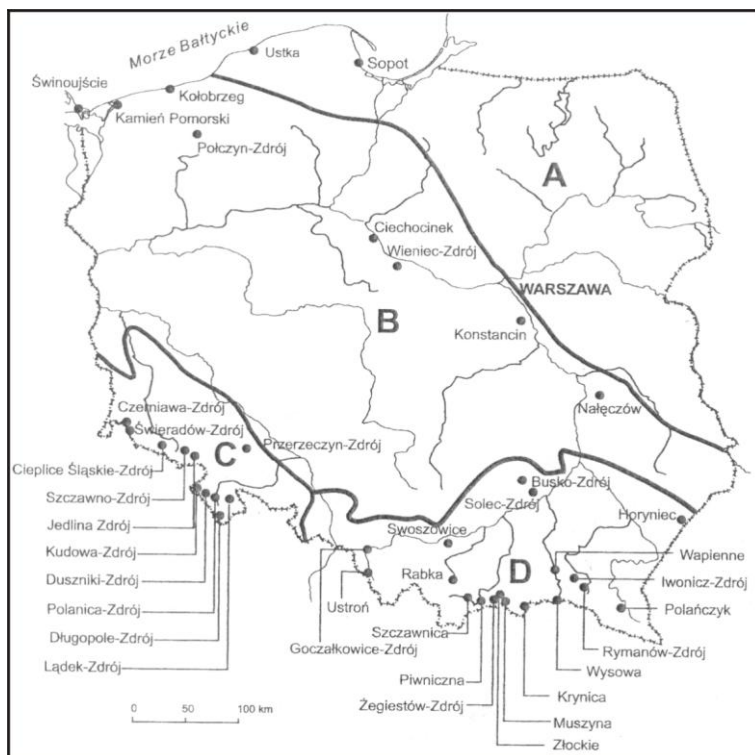 Morze Bałtyckie
Ustka
Sopot
Świnoujście
Kołobrzeg
Kamień Pomorski
Połczyn-Zdrój
A
Ciechocinek
Wieniec-Zdrój
WARSZAWA
B
Konstancin
Nałęczów
Czerniawa-Zdrój
Świeradów-Zdrój
C
Przerzeczyn-Zdrój
Cieplice Śląskie-Zdrój
Szczawno-Zdrój
Jedlina Zdrój
Kudowa-Zdrój
Duszniki-Zdrój
Polanica-Zdrój
Długopole-Zdrój
Lądek-Zdrój
Busko-Zdrój
Solec-Zdrój
Horyniec
Swoszowice
Wapienne
D
Rabka
Iwonicz-Zdrój
Ustroń
Polańczyk
Szczawnica
Goczałkowice-Zdrój
Rymanów-Zdrój
Piwniczna
Wysowa
Żegiestów-Zdrój
Krynica
Muszyna
Złockie
0 50 100 km